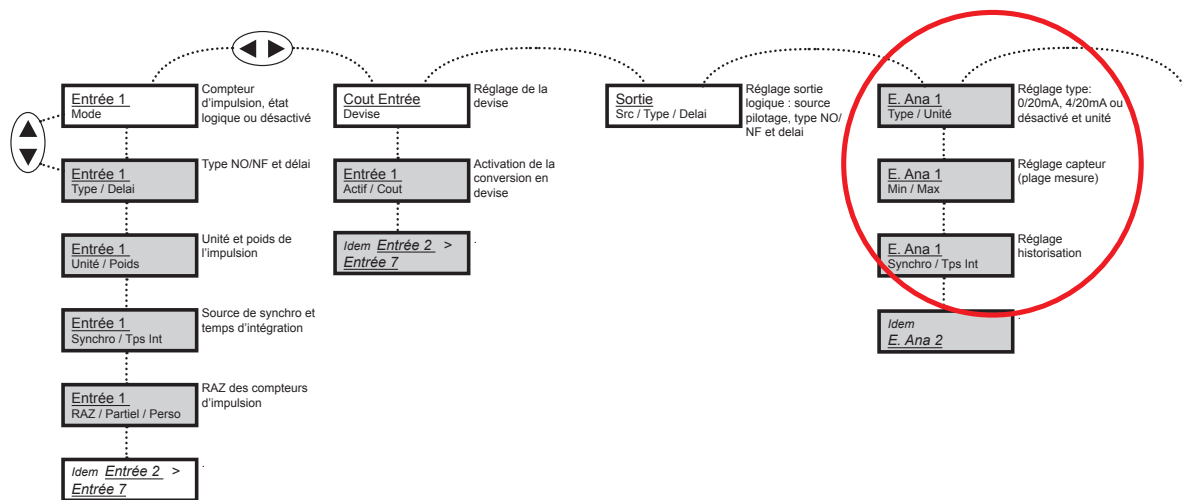 Entrée 1
Mode
Compteur
d'impulsion, état
logique ou désactivé
Entrée 1
Type / Delai
Type NO/NF et délai
Entrée 1
Unité / Poids
Unité et poids de
l'impulsion
Entrée 1
Synchro / Tps Int
Source de synchro et
temps d'intégration
Entrée 1
RAZ / Partiel / Perso
RAZ des compteurs
d'impulsion
Idem Entrée 2 >
Entrée 7
Cout Entrée
Devise
Réglage de la
devise
Entrée 1
Actif / Cout
Activation de la
conversion en
devise
Idem Entrée 2 >
Entrée 7
Sortie
Src / Type / Delai
Réglage sortie
logique : source
pilotage, type NO/
NF et delai
E. Ana 1
Type / Unité
Réglage type:
0/20mA, 4/20mA ou
désactivé et unité
E. Ana 1
Min / Max
Réglage capteur
(plage mesure)
E. Ana 1
Synchro / Tps Int
Réglage
historisation
Idem
E. Ana 2